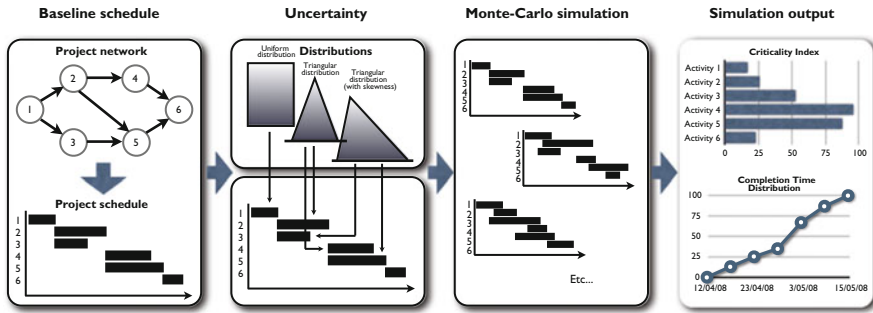 Baseline schedule
Uncertainty
Monte-Carlo simulation
Simulation output
Project network
1
2
3
4
5
6
Project schedule
1
2
3
4
5
6
Distributions
Uniform
distribution
Triangular
distribution
Triangular
distribution
(with skewness)
1
2
3
4
5
6
1
2
3
4
5
6
1
2
3
4
5
6
1
2
3
4
5
6
Etc...
Criticality Index
Activity 1
Activity 2
Activity 3
Activity 4
Activity 5
Activity 6
0 25 50 75 100
Completion Time
Distribution
100
75
50
25
0
12/04/08 23/04/08 3/05/08 15/05/08